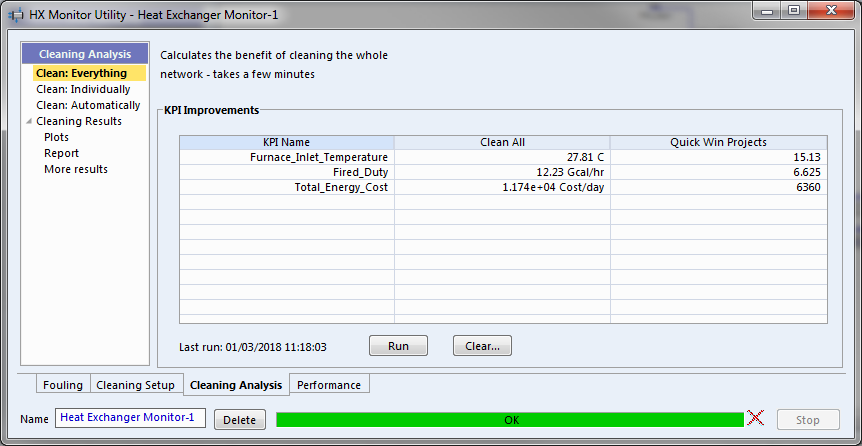 HX Monitor Utility - Heat Exchanger Monitor-1
Cleaning Analysis
Clean: Everything
Clean: Individually
Clean: Automatically
Cleaning Results
Plots
Report
More results
Calculates the benefit of cleaning the whole
network - takes a few minutes
KPI Improvements
KPI Name Clean All Quick Win Projects
Furnace_Inlet_Temperature 27.81 C 15.13
Fired_Duty 12.23 Gcal/hr 6.625
Total_Energy_Cost 1.174e+04 Cost/day 6360
Last run: 01/03/2018 11:18:03 Run Clear...
Fouling Cleaning Setup Cleaning Analysis Performance
Name Heat Exchanger Monitor-1 Delete OK Stop